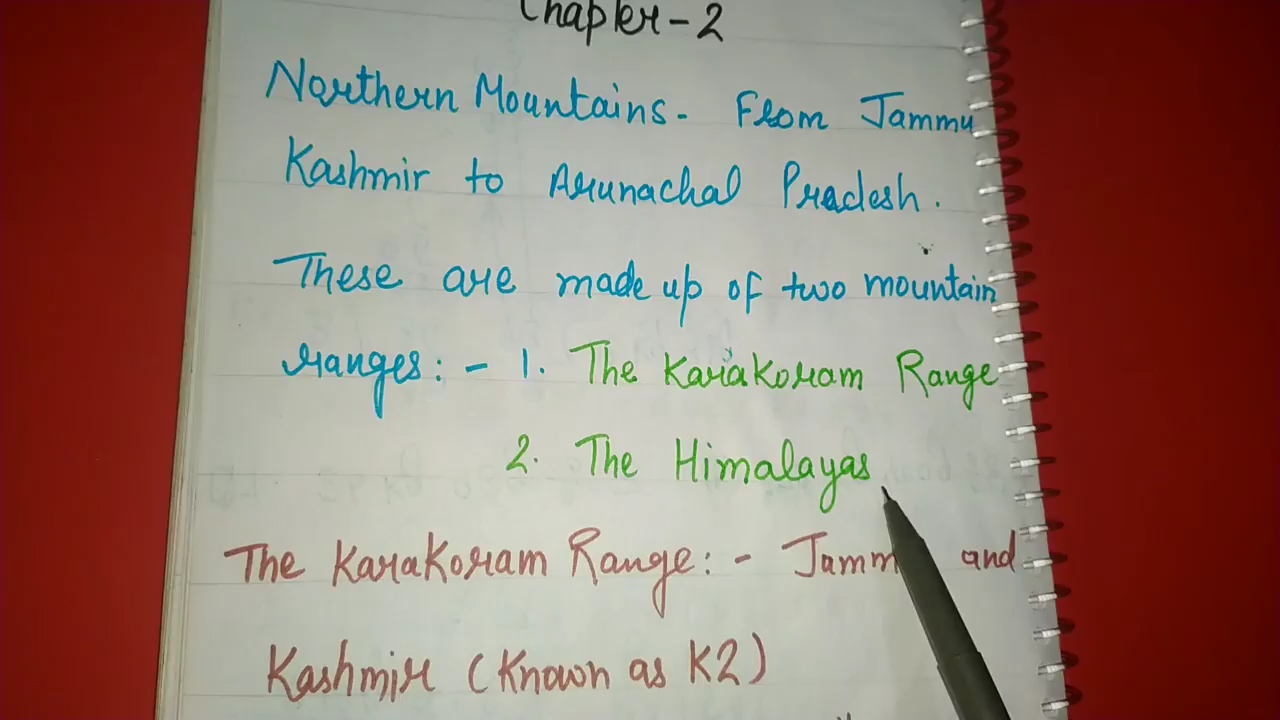 Chapter-2
Northern Mountains. From Jammu
Kashmir to Arunachal Pradesh.
These are made up of two mountain
ranges:- 1. The Karakoram Range
2. The Himalayas
The Karakoram Range:- Jamm and
Kashmir (Known as K2)